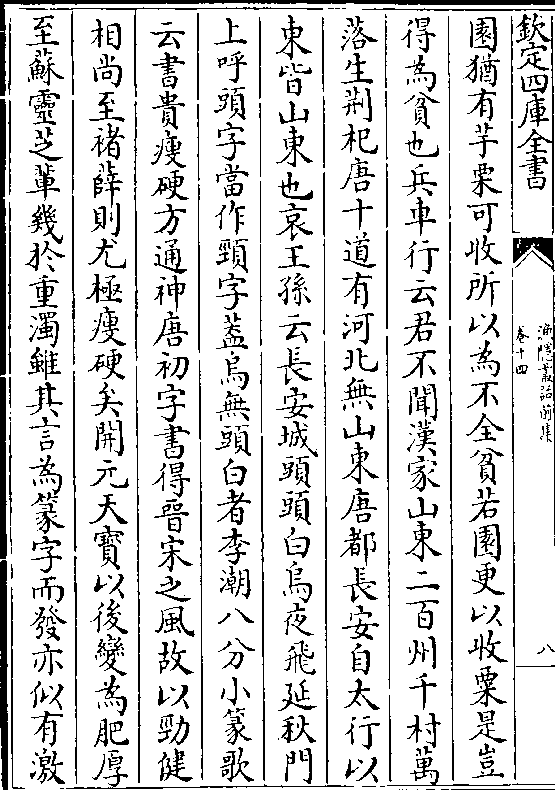 欽定四庫全書
漁隠叢話前集
卷十四
八
園猶有芋栗可收所以為不全貧若園更以收粟是豈
得為貧也兵車行云君不聞漢家山東二百州千村萬
落生荆杞唐十道有河北無山東唐都長安自太行以
東皆山東也哀王孫云長安城頭頭白烏夜飛延秋門
上呼頭字當作頸字葢烏無頭白者李潮八分小篆歌
云書貴瘦硬方通神唐初字書得晉宋之風故以勁健
相尚至禇薛則尤極瘦硬矣開元天寳以後變為肥厚
至蘇靈芝輩幾於重濁雖其言為篆字而發亦似有激